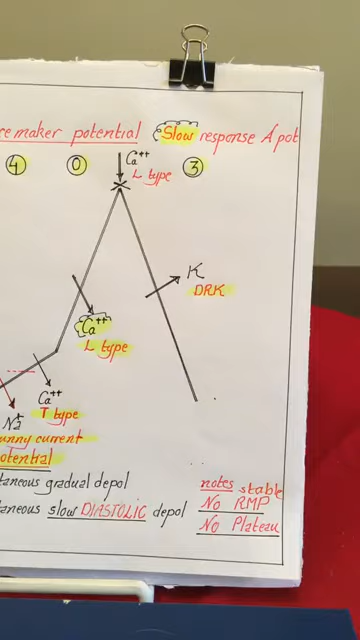 ce maker potential Slow response A pot
4 0 Ca++ 3
L type
K
DRK
Ca++
L type
Ca++
T type
Na+
unny current
otential
taneous gradual depol
taneous slow DIASTOLIC depol
notes stable
No RMP
No Plateau